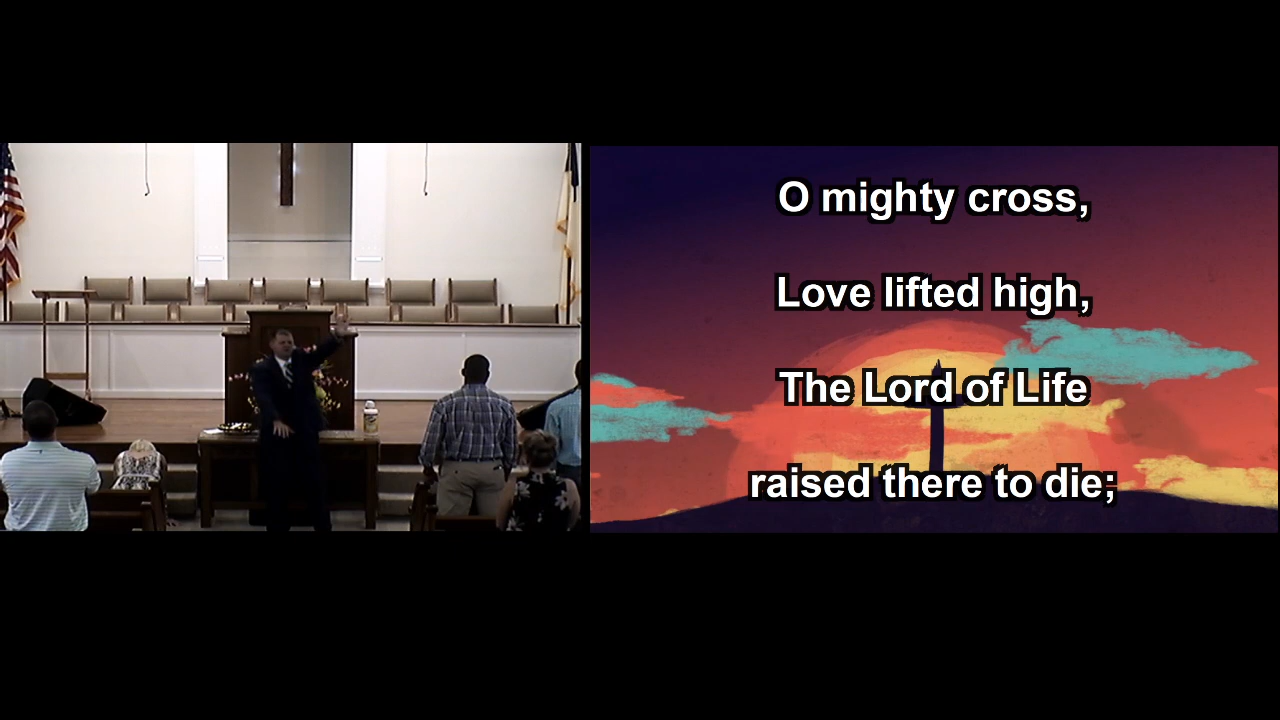 O mighty cross,
Love lifted high,
The Lord of Life
raised there to die;